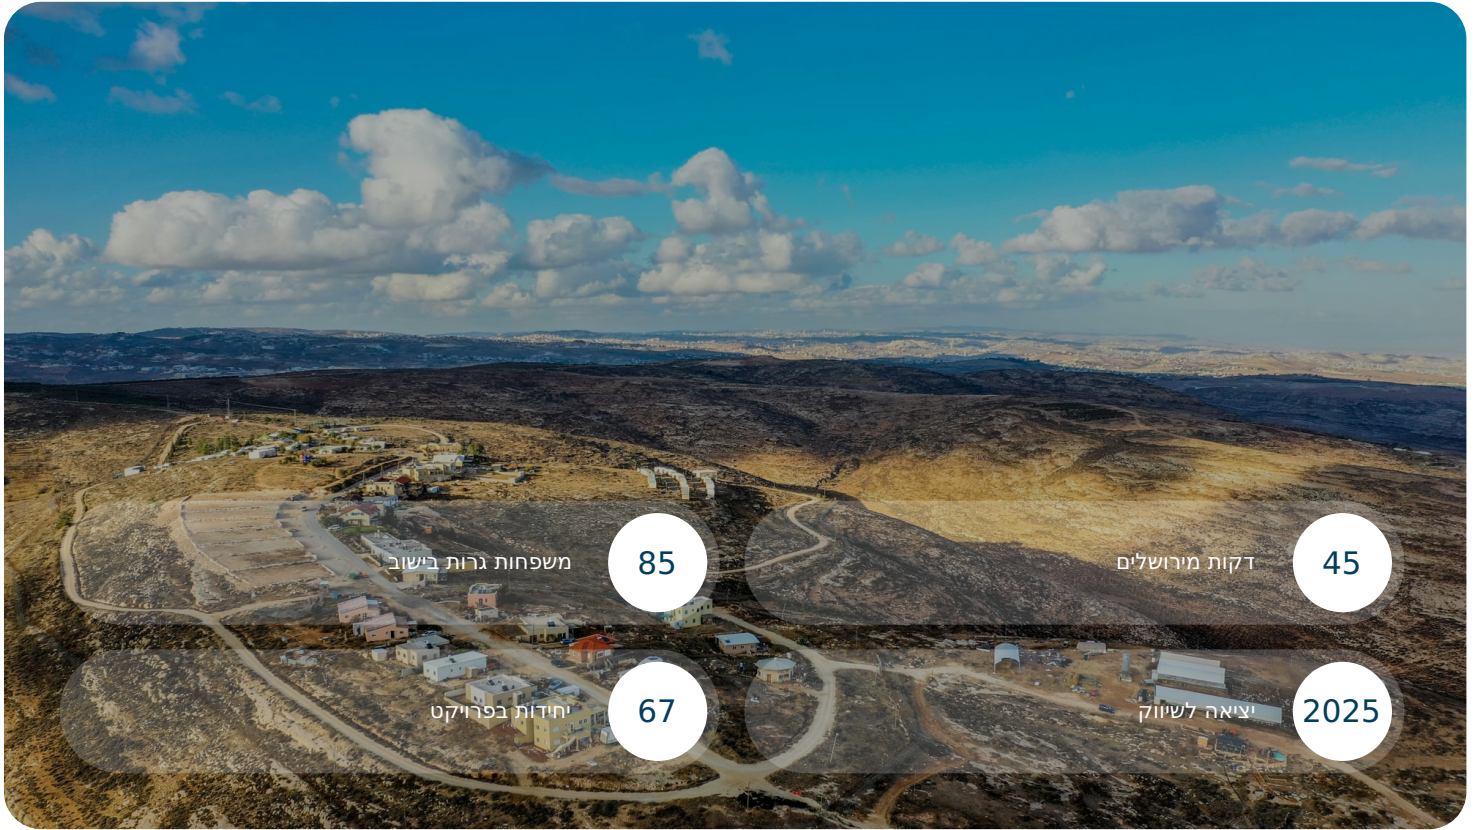 45
דקות מירושלים
85
משפחות גרות בישוב
2025
יציאה לשיווק
67
יחידות בפרויקט